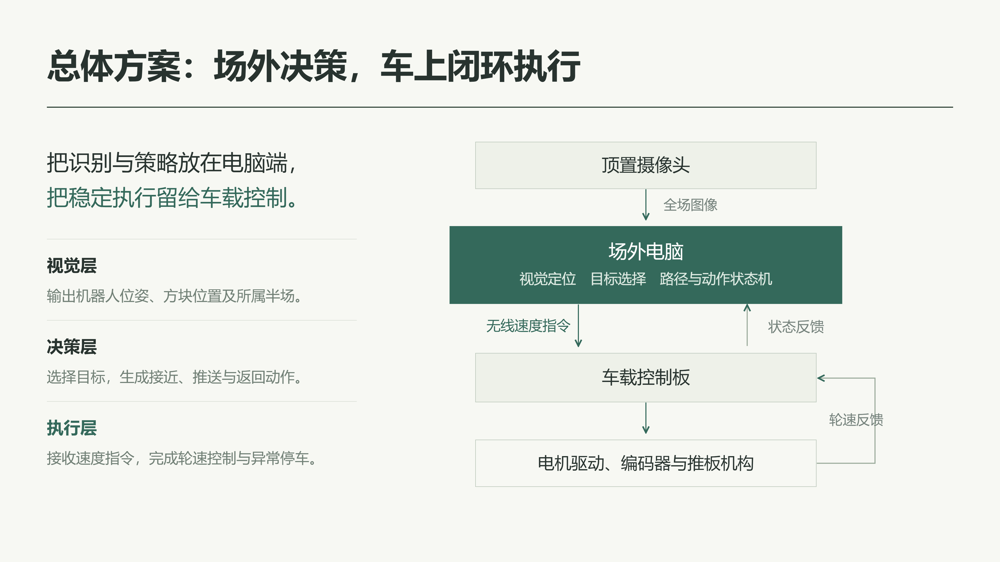 总体方案：场外决策，车上闭环执行
把识别与策略放在电脑端，
把稳定执行留给车载控制。
视觉层
输出机器人位姿、方块位置及所属半场。
决策层
选择目标，生成接近、推送与返回动作。
执行层
接收速度指令，完成轮速控制与异常停车。
顶置摄像头
全场图像
场外电脑
视觉定位 目标选择 路径与动作状态机
无线速度指令
状态反馈
车载控制板
轮速反馈
电机驱动、编码器与推板机构